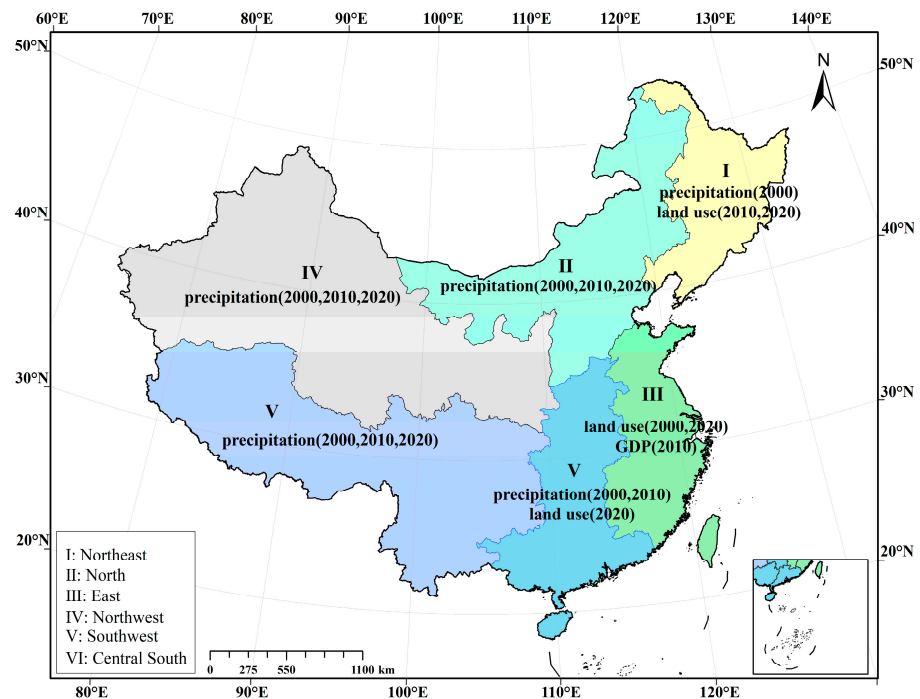 60°E 70°E 80°E 90°E 100°E 110°E 120°E 130°E 140°E
50°N
50°N
N
I
precipitation(2000)
land use(2010,2020)
40°N
40°N
IV
precipitation(2000,2010,2020)
II
precipitation(2000,2010,2020)
30°N
30°N
III
land use(2000,2020)
GDP(2010)
V
precipitation(2000,2010,2020)
V
precipitation(2000,2010)
land use(2020)
20°N
20°N
I: Northeast
II: North
III: East
IV: Northwest
V: Southwest
VI: Central South
0 275 550 1100 km
80°E 90°E 100°E 110°E 120°E